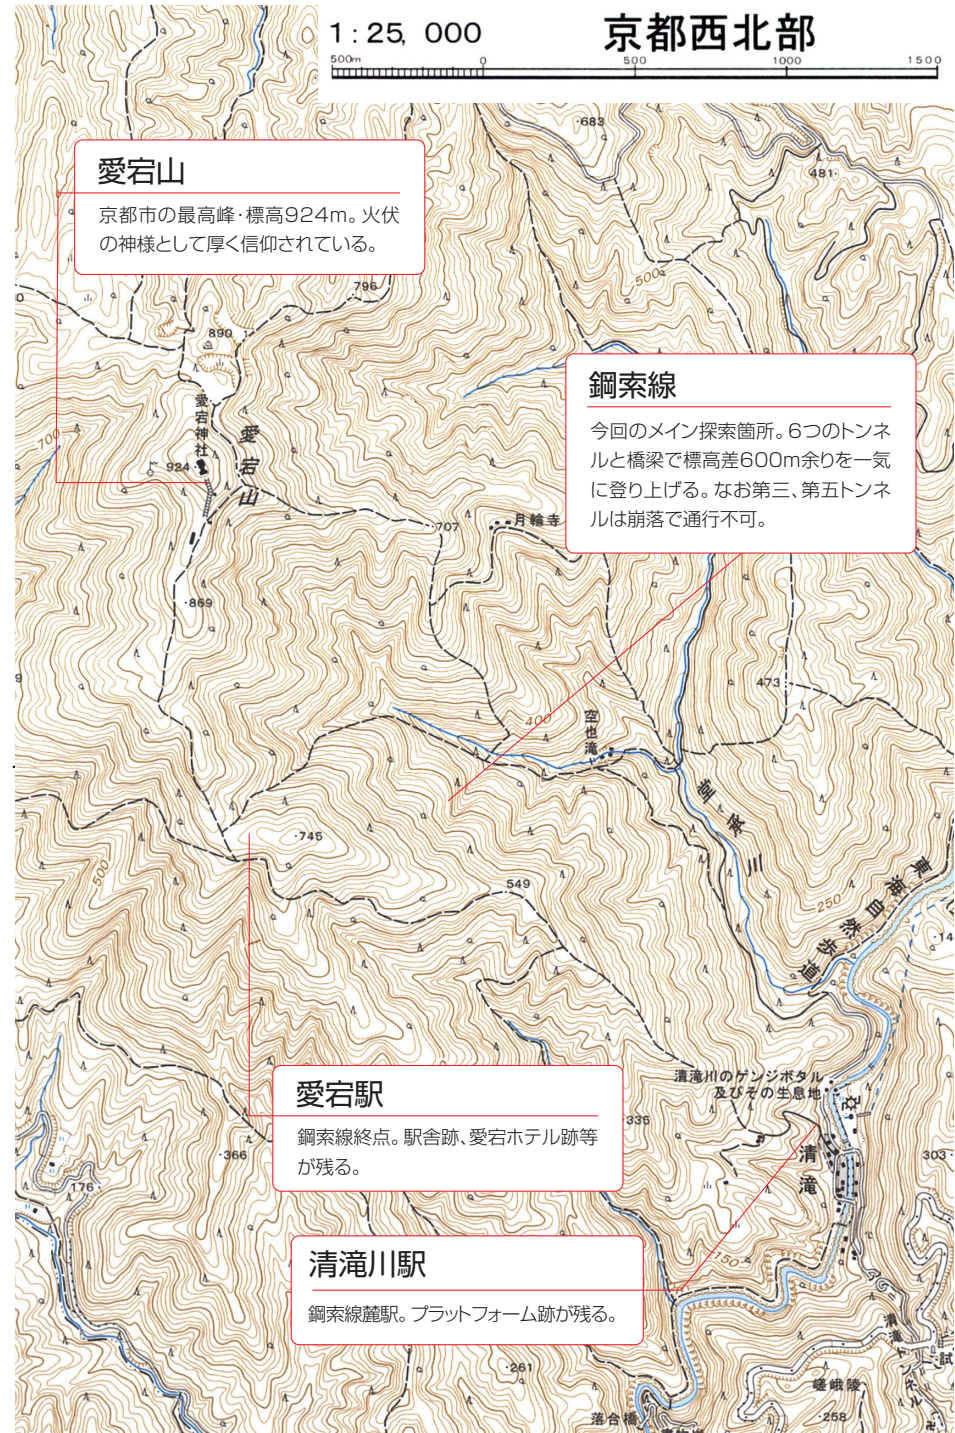 1:25,000
京都西北部
500m 0 500 1000 1500
683
481
愛宕山
京都市の最高峰・標高924m。火伏
の神様として厚く信仰されている。
500
796
890
鋼索線
今回のメイン探索箇所。6つのトンネ
ルと橋梁で標高差600m余りを一気
に登り上げる。なお第三、第五トンネ
ルは崩落で通行不可。
愛宕神社
愛宕山
700
924
707
月輪寺
869
473
400
空也滝
堂承川
745
500
549
250
東海自然歩道
愛宕駅
鋼索線終点。駅舎跡、愛宕ホテル跡等
が残る。
清滝川のゲンジボタル
及びその生息地
335
366
清滝
303
176
清滝川駅
鋼索線麓駅。プラットフォーム跡が残る。
150
清滝トンネル
試
261
嵯峨陵
258
落合橋